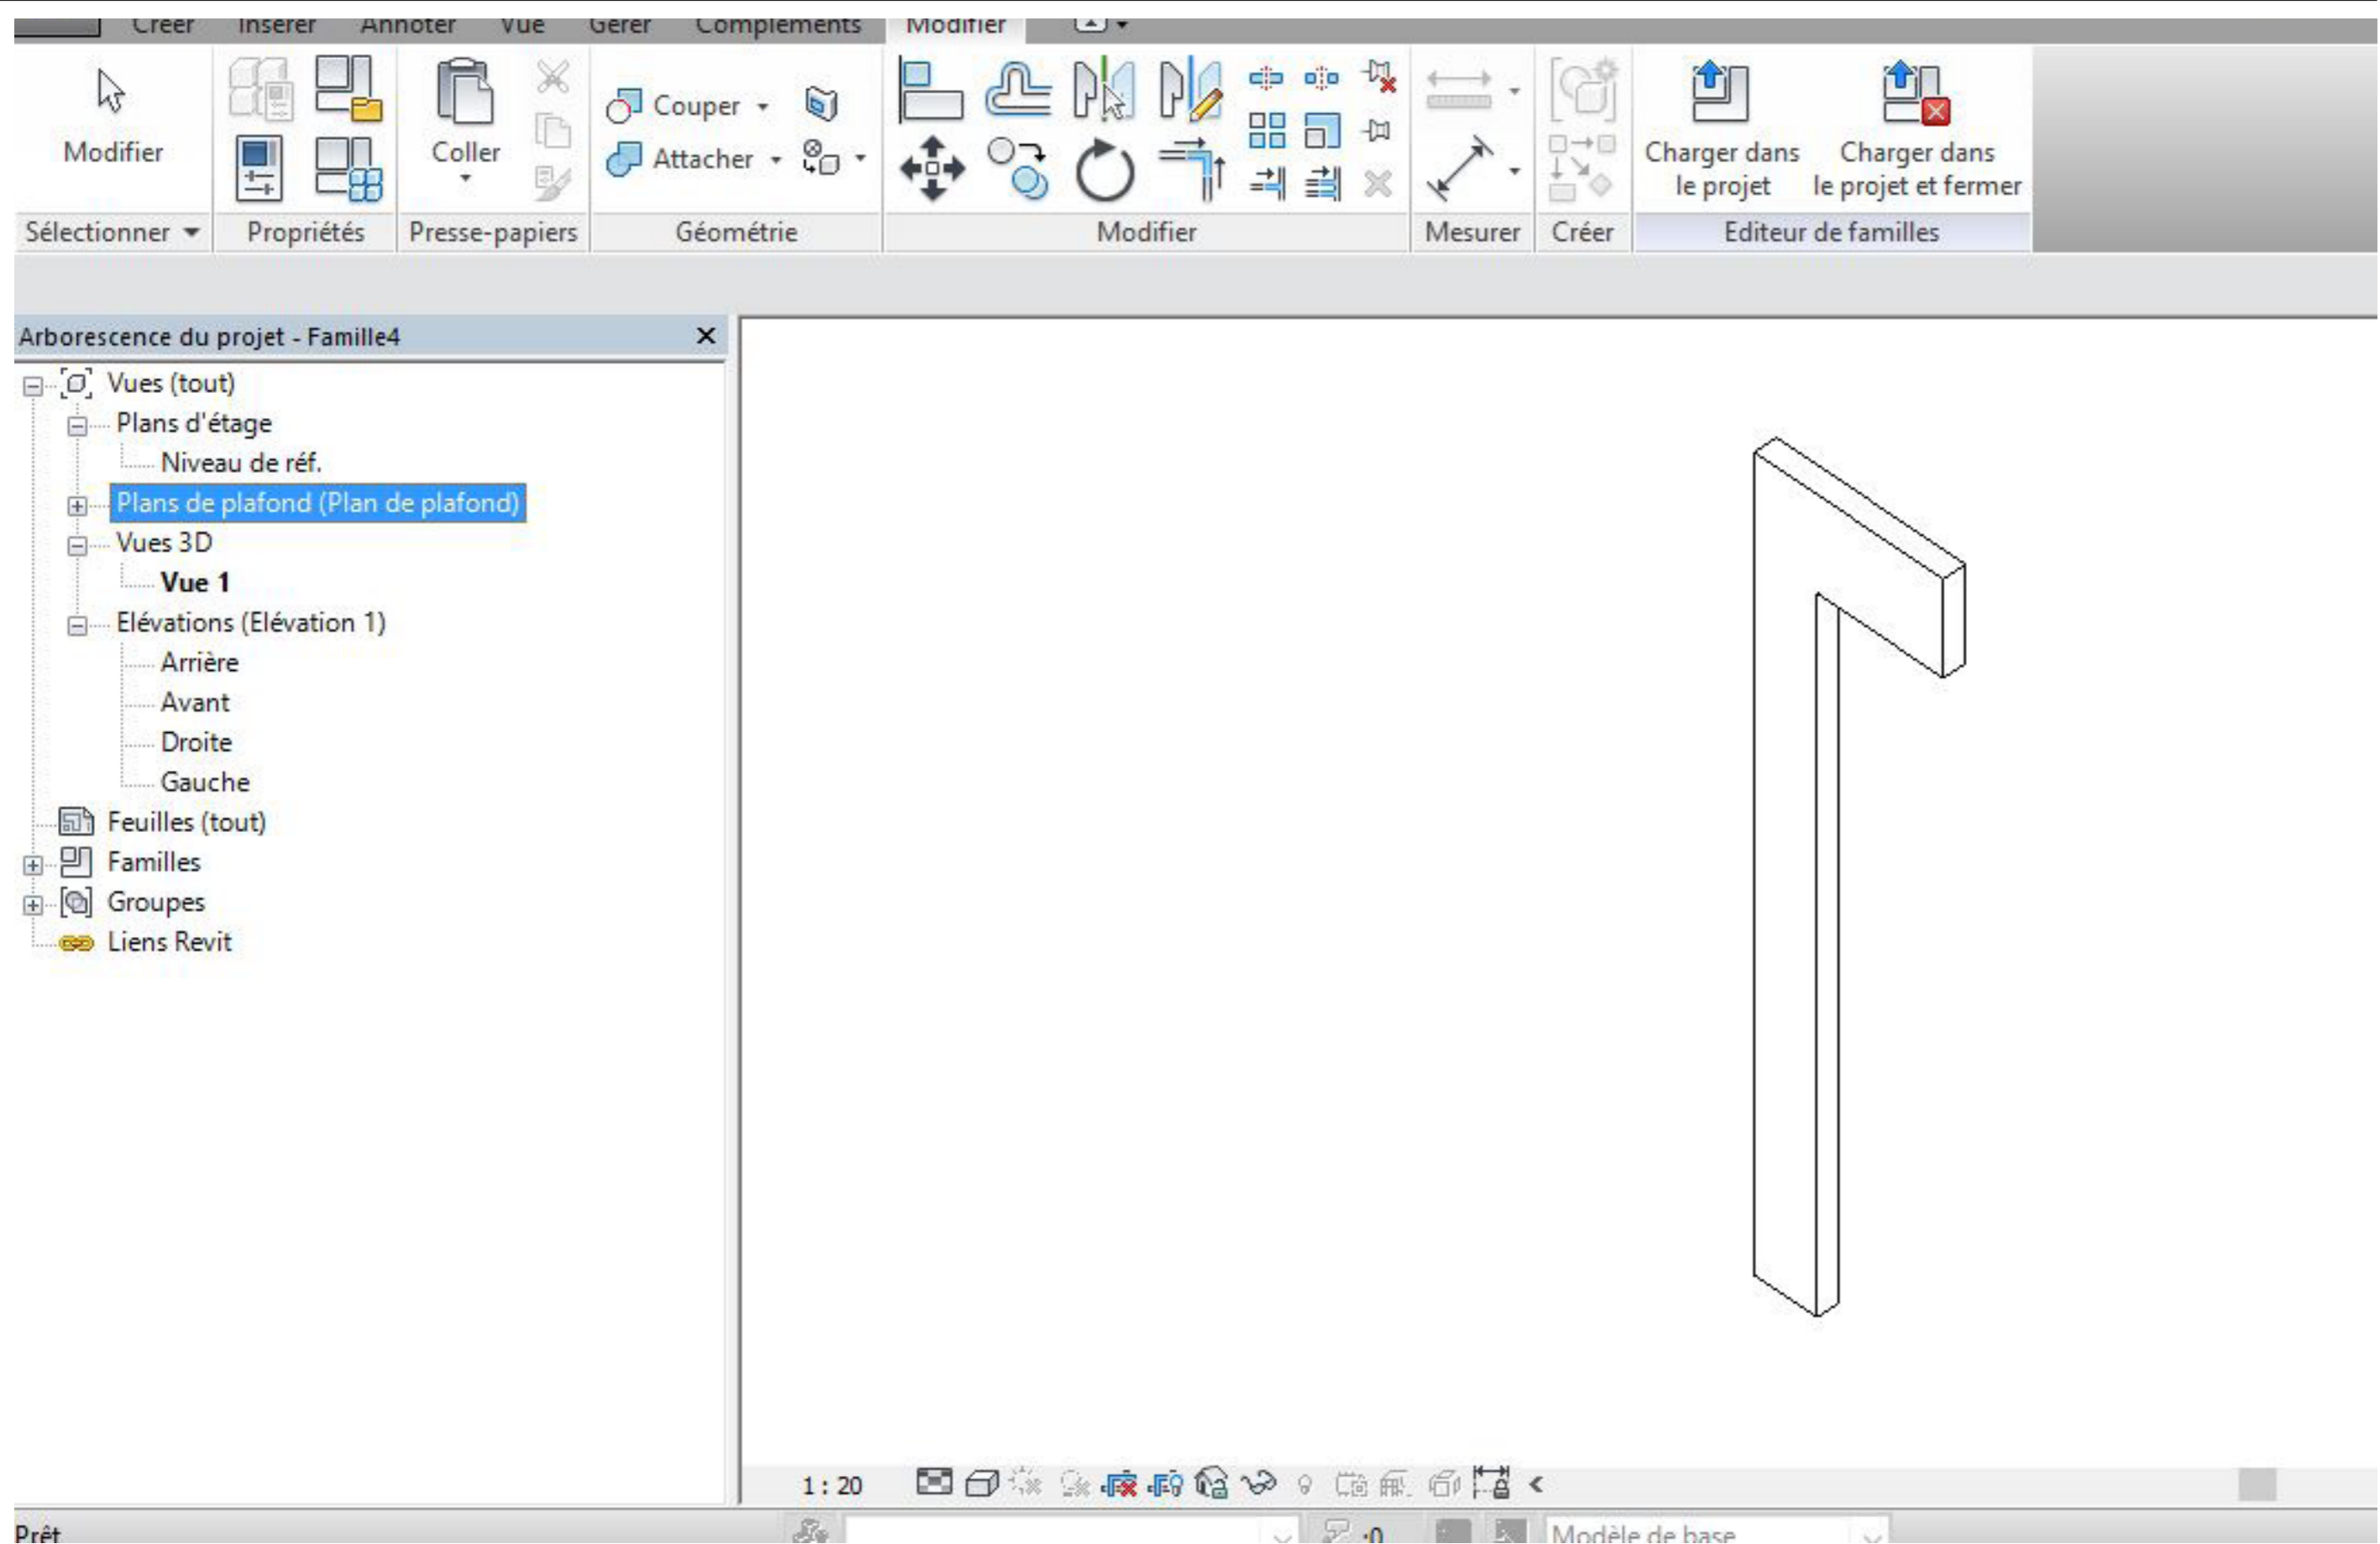 Créer Insérer Annoter Vue Gérer Compléments Modifier
Couper
Attacher
Modifier
Coller
Charger dans
le projet
Charger dans
le projet et fermer
Sélectionner Propriétés Presse-papiers Géométrie Modifier Mesurer Créer Editeur de familles
Arborescence du projet - Famille4
Vues (tout)
Plans d'étage
Niveau de réf.
Plans de plafond (Plan de plafond)
Vues 3D
Vue 1
Elévations (Elévation 1)
Arrière
Avant
Droite
Gauche
Feuilles (tout)
Familles
Groupes
Liens Revit
1 : 20
Prêt
:0
Modèle de base